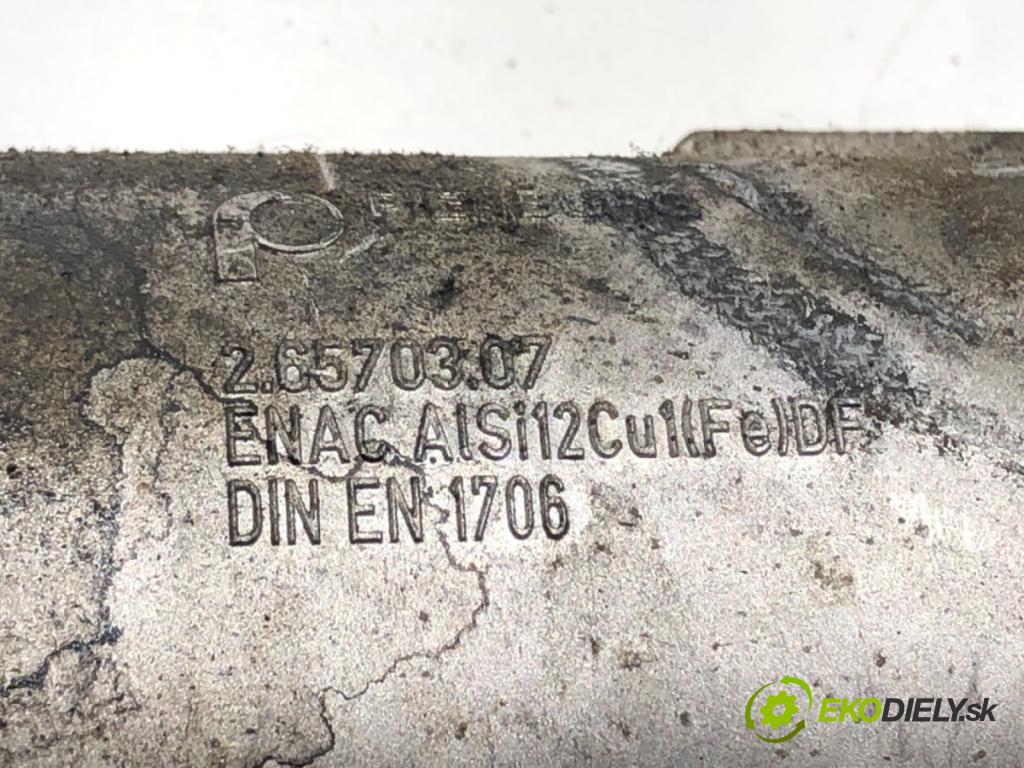 2.65703.07
ENAC AlSi12Cu1(Fe)DF
DIN EN 1706
EKODIELY.sk